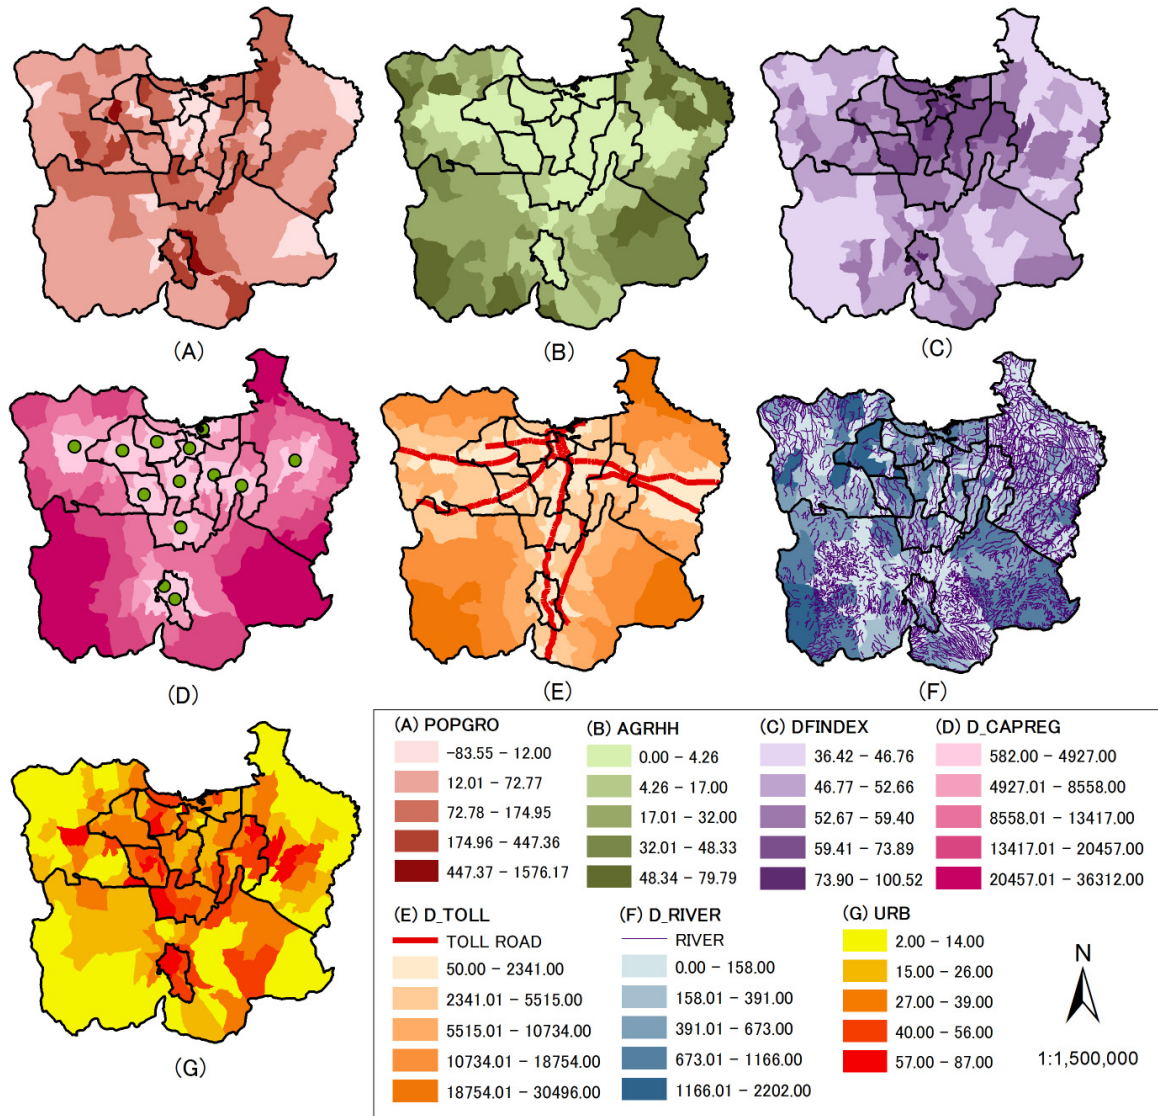 (A)
(B)
(C)
(D)
(E)
(F)
(G)
(A) POPGRO
-83.55 - 12.00
12.01 - 72.77
72.78 - 174.95
174.96 - 447.36
447.37 - 1576.17
(B) AGRHH
0.00 - 4.26
4.26 - 17.00
17.01 - 32.00
32.01 - 48.33
48.34 - 79.79
(C) DFINDEX
36.42 - 46.76
46.77 - 52.66
52.67 - 59.40
59.41 - 73.89
73.90 - 100.52
(D) D_CAPREG
582.00 - 4927.00
4927.01 - 8558.00
8558.01 - 13417.00
13417.01 - 20457.00
20457.01 - 36312.00
(E) D_TOLL
TOLL ROAD
50.00 - 2341.00
2341.01 - 5515.00
5515.01 - 10734.00
10734.01 - 18754.00
18754.01 - 30496.00
(F) D_RIVER
RIVER
0.00 - 158.00
158.01 - 391.00
391.01 - 673.00
673.01 - 1166.00
1166.01 - 2202.00
(G) URB
2.00 - 14.00
15.00 - 26.00
27.00 - 39.00
40.00 - 56.00
57.00 - 87.00
N
1:1,500,000